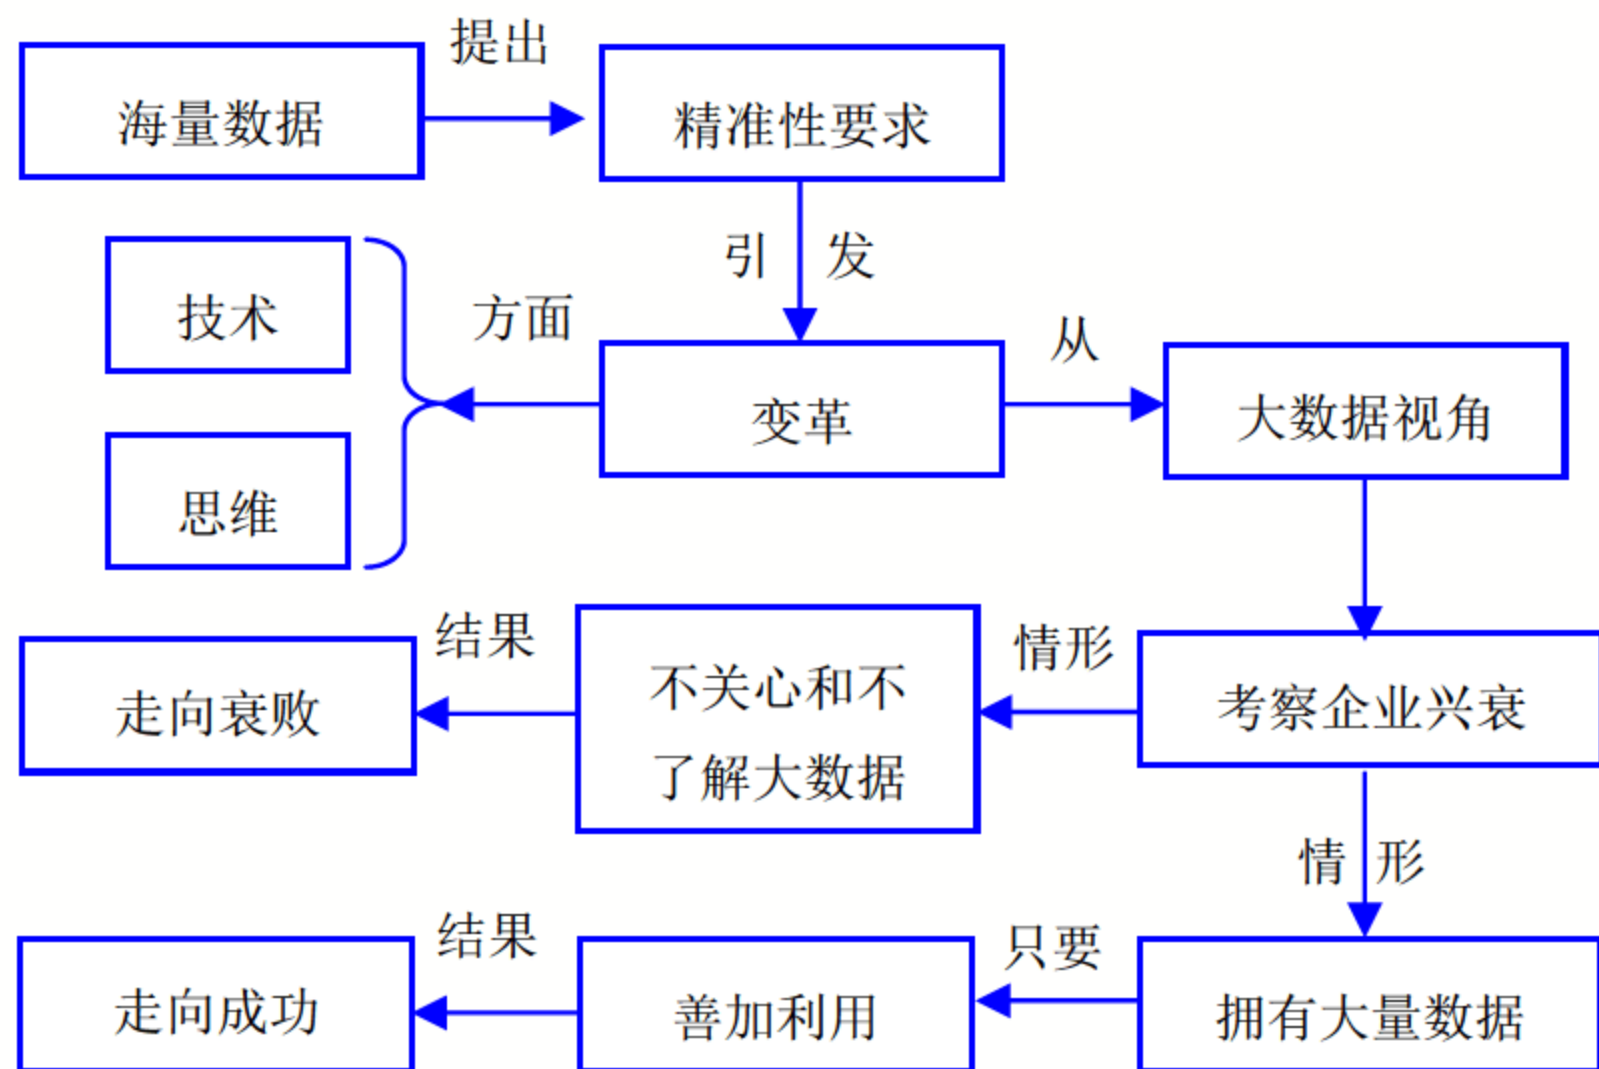 提出
海量数据
精准性要求
引发
技术
方面
从
变革
大数据视角
思维
结果
不关心和不
了解大数据
情形
走向衰败
考察企业兴衰
情形
结果
只要
走向成功
善加利用
拥有大量数据